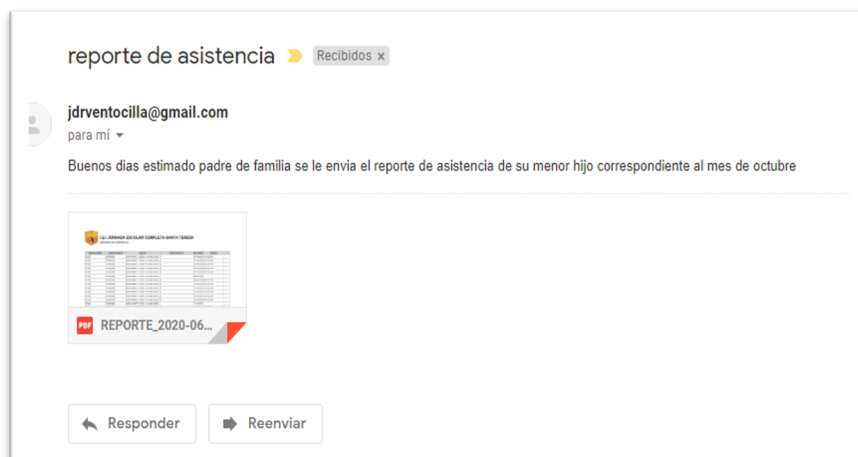 reporte de asistencia Recibidos x
jdrventocilla@gmail.com
para mí
Buenos dias estimado padre de familia se le envia el reporte de asistencia de su menor hijo correspondiente al mes de octubre
I.E.I JORNADA ESCOLAR COMPLETA SANTA TERESA
PDF REPORTE_2020-06...
Responder Reenviar